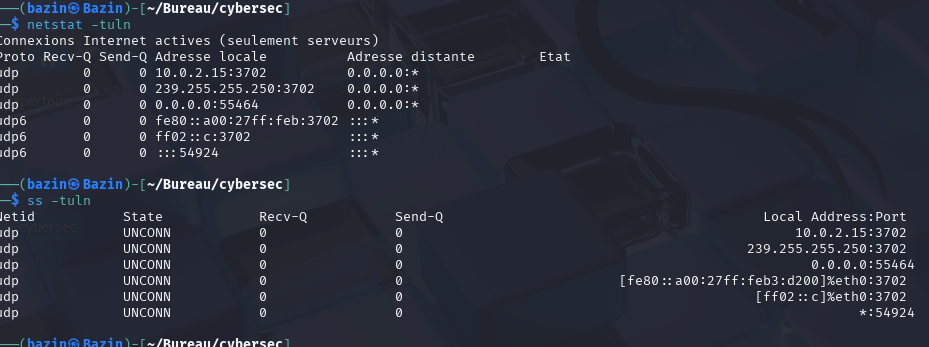 ──(bazin㉿Bazin)-[~/Bureau/cybersec]
─$ netstat -tuln
Connexions Internet actives (seulement serveurs)
Proto Recv-Q Send-Q Adresse locale          Adresse distante        Etat
udp        0      0 10.0.2.15:3702          0.0.0.0:*
udp        0      0 239.255.255.250:3702    0.0.0.0:*
udp        0      0 0.0.0.0:55464           0.0.0.0:*
udp6       0      0 fe80::a00:27ff:feb:3702 :::*
udp6       0      0 ff02::c:3702            :::*
udp6       0      0 :::54924                :::*
──(bazin㉿Bazin)-[~/Bureau/cybersec]
─$ ss -tuln
Netid State Recv-Q Send-Q Local Address:Port
udp UNCONN 0 0 10.0.2.15:3702
udp UNCONN 0 0 239.255.255.250:3702
udp UNCONN 0 0 0.0.0.0:55464
udp UNCONN 0 0 [fe80::a00:27ff:feb3:d200]%eth0:3702
udp UNCONN 0 0 [ff02::c]%eth0:3702
udp UNCONN 0 0 *:54924
──(bazin㉿Bazin)-[~/Bureau/cybersec]